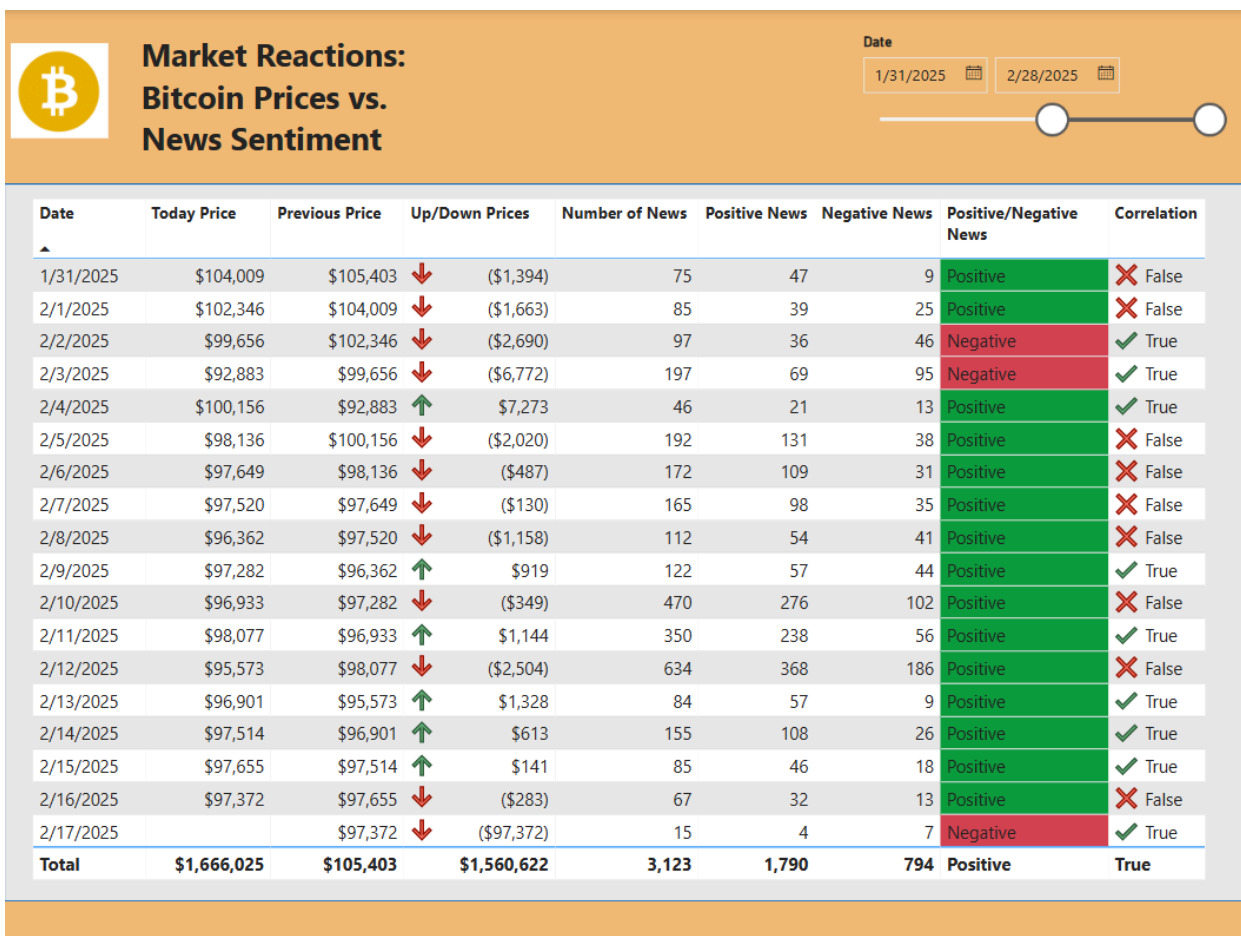 Market Reactions:
Bitcoin Prices vs.
News Sentiment
Date
1/31/2025 2/28/2025
Date Today Price Previous Price Up/Down Prices Number of News Positive News Negative News Positive/Negative News Correlation
1/31/2025 $104,009 $105,403 ($1,394) 75 47 9 Positive False
2/1/2025 $102,346 $104,009 ($1,663) 85 39 25 Positive False
2/2/2025 $99,656 $102,346 ($2,690) 97 36 46 Negative True
2/3/2025 $92,883 $99,656 ($6,772) 197 69 95 Negative True
2/4/2025 $100,156 $92,883 $7,273 46 21 13 Positive True
2/5/2025 $98,136 $100,156 ($2,020) 192 131 38 Positive False
2/6/2025 $97,649 $98,136 ($487) 172 109 31 Positive False
2/7/2025 $97,520 $97,649 ($130) 165 98 35 Positive False
2/8/2025 $96,362 $97,520 ($1,158) 112 54 41 Positive False
2/9/2025 $97,282 $96,362 $919 122 57 44 Positive True
2/10/2025 $96,933 $97,282 ($349) 470 276 102 Positive False
2/11/2025 $98,077 $96,933 $1,144 350 238 56 Positive True
2/12/2025 $95,573 $98,077 ($2,504) 634 368 186 Positive False
2/13/2025 $96,901 $95,573 $1,328 84 57 9 Positive True
2/14/2025 $97,514 $96,901 $613 155 108 26 Positive True
2/15/2025 $97,655 $97,514 $141 85 46 18 Positive True
2/16/2025 $97,372 $97,655 ($283) 67 32 13 Positive False
2/17/2025 $97,372 ($97,372) 15 4 7 Negative True
Total $1,666,025 $105,403 $1,560,622 3,123 1,790 794 Positive True